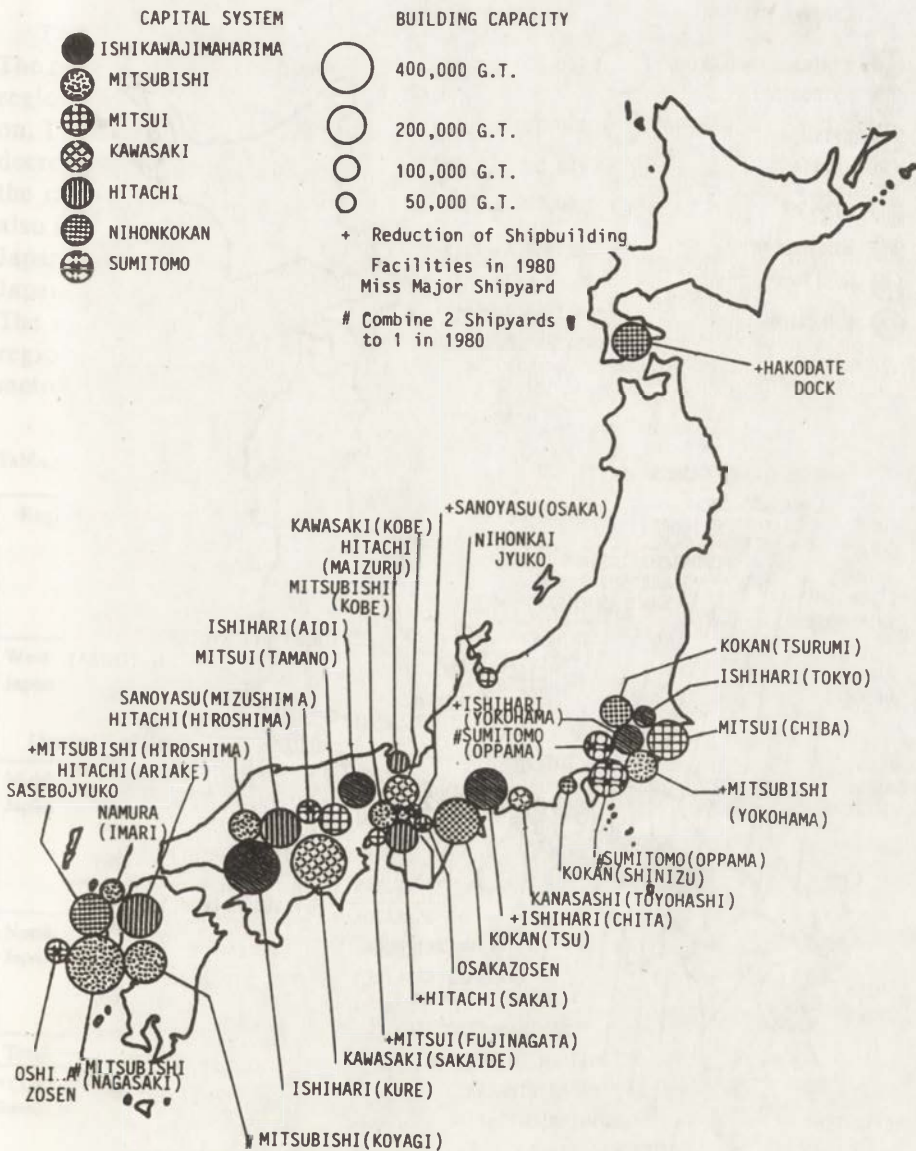 CAPITAL SYSTEM
ISHIKAWAJIMAHARIMA
MITSUBISHI
MITSUI
KAWASAKI
HITACHI
NIHONKOKAN
SUMITOMO
BUILDING CAPACITY
400,000 G.T.
200,000 G.T.
100,000 G.T.
50,000 G.T.
+ Reduction of Shipbuilding
Facilities in 1980
Miss Major Shipyard
# Combine 2 Shipyards
to 1 in 1980
+HAKODATE
DOCK
+SANOYASU(OSAKA)
KAWASAKI(KOBE)
HITACHI
(MAIZURU)
MITSUBISHI
(KOBE)
NIHONKAI
JYUKO
ISHIHARI(AIOI)
MITSUI(TAMANO)
SANOYASU(MIZUSHIMA)
HITACHI(HIROSHIMA)
+MITSUBISHI(HIROSHIMA)
HITACHI(ARIAKE)
SASEBOJYUKO
NAMURA
(IMARI)
KOKAN(TSURUMI)
ISHIHARI(TOKYO)
+ISHIHARI
(YOKOHAMA)
#SUMITOMO
(OPPAMA)
MITSUI(CHIBA)
+MITSUBISHI
(YOKOHAMA)
#SUMITOMO(OPPAMA)
KOKAN(SHINIZU)
KANASASHI(TOYOHASHI)
+ISHIHARI(CHITA)
KOKAN(TSU)
OSAKAZOSEN
+HITACHI(SAKAI)
+MITSUI(FUJINAGATA)
KAWASAKI(SAKAIDE)
ISHIHARI(KURE)
OSHI..A
ZOSEN
#MITSUBISHI
(NAGASAKI)
# MITSUBISHI(KOYAGI)